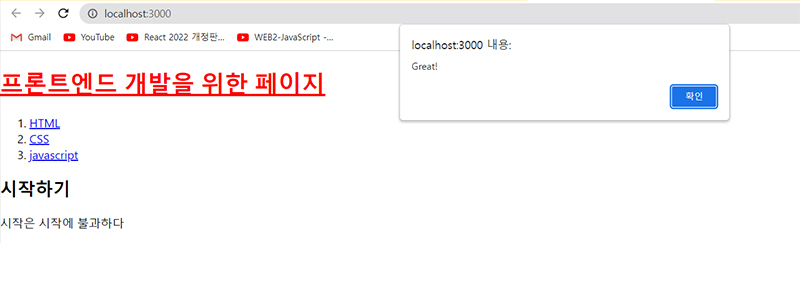 localhost:3000
Gmail
YouTube
React 2022 개정판...
WEB2-JavaScript -...
localhost:3000 내용:
Great!
확인
프론트엔드 개발을 위한 페이지
1. HTML
2. CSS
3. javascript
시작하기
시작은 시작에 불과하다